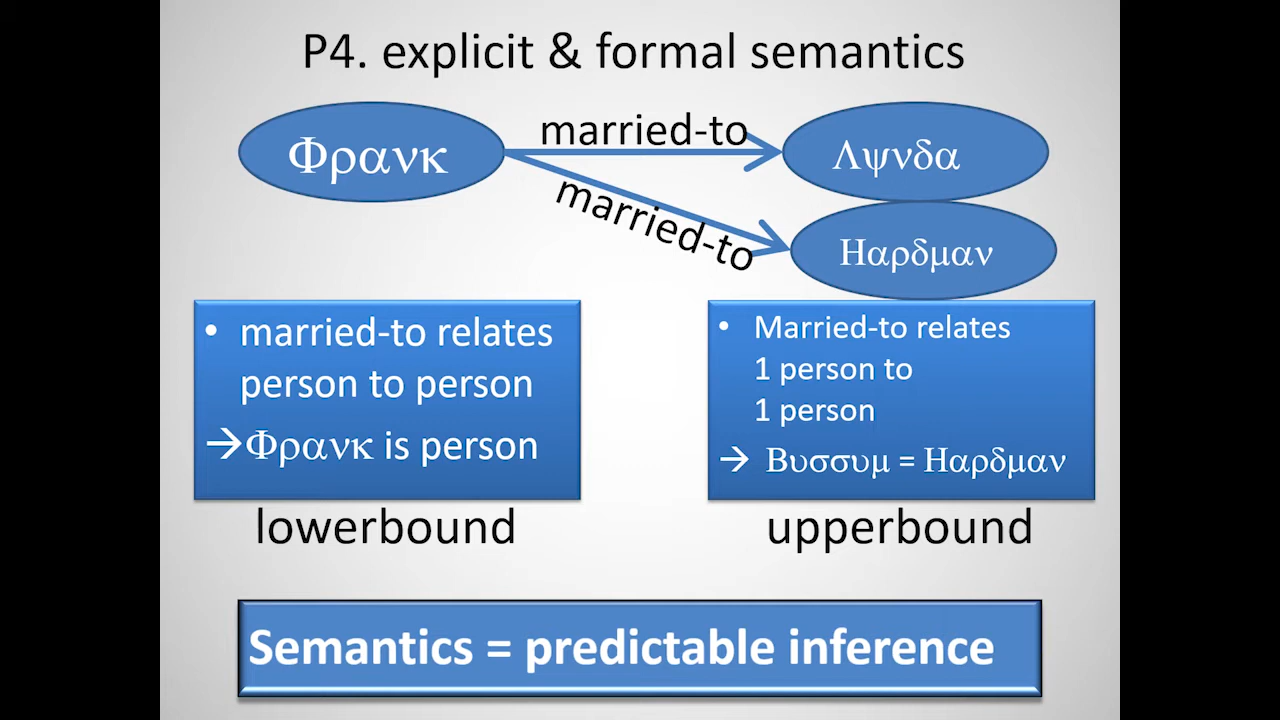 P4. explicit & formal semantics
Φρανκ
married-to
Λψνδα
married-to
Ηαρδμαν
• married-to relates
person to person
→Φρανκ is person
lowerbound
• Married-to relates
1 person to
1 person
→ Βυσσυμ = Ηαρδμαν
upperbound
Semantics = predictable inference